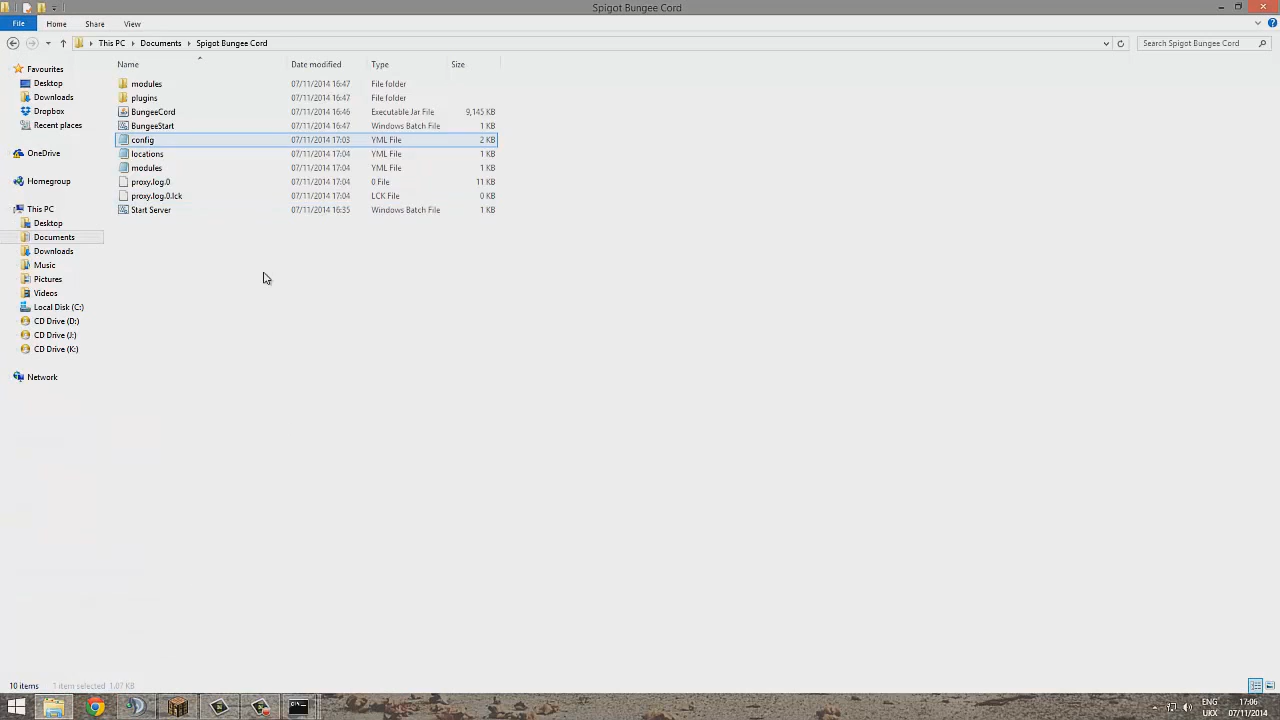 Spigot Bungee Cord
File Home Share View
This PC Documents Spigot Bungee Cord Search Spigot Bungee Cord
Name Date modified Type Size
Favourites
Desktop
Downloads
Dropbox
Recent places
OneDrive
Homegroup
This PC
Desktop
Documents
Downloads
Music
Pictures
Videos
Local Disk (C:)
CD Drive (D:)
CD Drive (J:)
CD Drive (K:)
Network
modules 07/11/2014 16:47 File folder
plugins 07/11/2014 16:47 File folder
BungeeCord 07/11/2014 16:46 Executable Jar File 9,145 KB
BungeeStart 07/11/2014 16:47 Windows Batch File 1 KB
config 07/11/2014 17:03 YML File 2 KB
locations 07/11/2014 17:04 YML File 1 KB
modules 07/11/2014 17:04 YML File 1 KB
proxy.log.0 07/11/2014 17:04 0 File 11 KB
proxy.log.0.lck 07/11/2014 17:04 LCK File 0 KB
Start Server 07/11/2014 16:35 Windows Batch File 1 KB
10 items 1 item selected 1.07 KB
ENG 17:06
UKX 07/11/2014